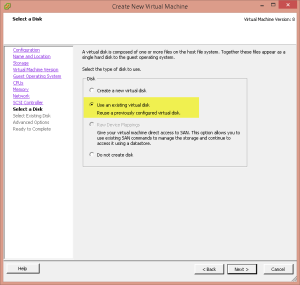 Create New Virtual Machine
Select a Disk
Virtual Machine Version: 8
Configuration
Name and Location
Storage
Virtual Machine Version
Guest Operating System
CPUs
Memory
Network
SCSI Controller
Select a Disk
Select Existing Disk
Advanced Options
Ready to Complete
A virtual disk is composed of one or more files on the host file system. Together these files appear as a
single hard disk to the guest operating system.
Select the type of disk to use.
Disk
Create a new virtual disk
Use an existing virtual disk
Reuse a previously configured virtual disk.
Raw Device Mappings
Give your virtual machine direct access to SAN. This option allows you to
use existing SAN commands to manage the storage and continue to
access it using a datastore.
Do not create disk
Help
< Back
Next >
Cancel